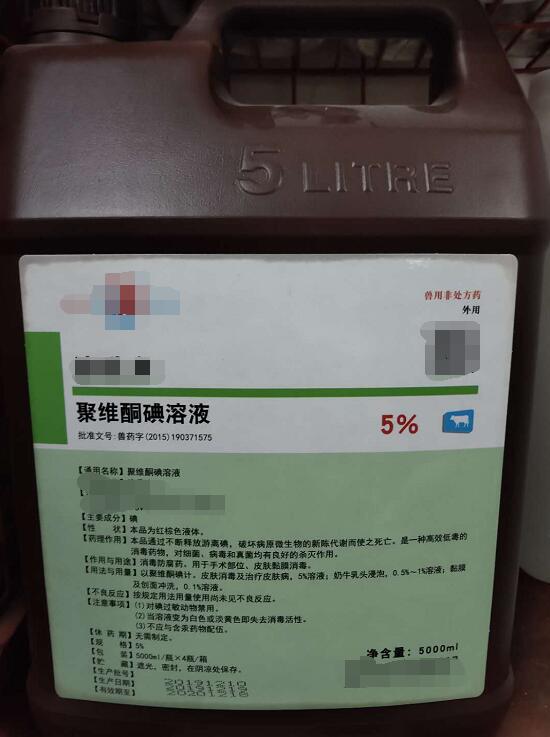 5 LITRE
兽用非处方药
外用
聚维酮碘溶液
5%
批准文号:兽药字(2015)190371575
【通用名称】聚维酮碘溶液
【主要成分】碘
【性 状】本品为红棕色液体。
【药理作用】本品通过不断释放游离碘，破坏病原微生物的新陈代谢而使之死亡。是一种高效低毒的
消毒药物，对细菌、病毒和真菌均有良好的杀灭作用。
【作用与用途】消毒防腐药。用于手术部位、皮肤黏膜消毒。
【用法与用量】以聚维酮碘计。皮肤消毒及治疗皮肤病，5%溶液；奶牛乳头浸泡，0.5%~1%溶液；黏膜
及创面冲洗，0.1%溶液。
【不良反应】按规定用法用量使用尚未见不良反应。
【注意事项】(1)对碘过敏动物禁用。
(2)当溶液变为白色或淡黄色即失去消毒活性。
(3)不应与含汞药物配伍。
【休 药 期】无需制定。
【规 格】5%
【包 装】5000ml/瓶×4瓶/箱
【贮 藏】遮光，密封，在阴凉处保存。
【生产批号】
【生产日期】
【有效期至】
净含量：5000ml